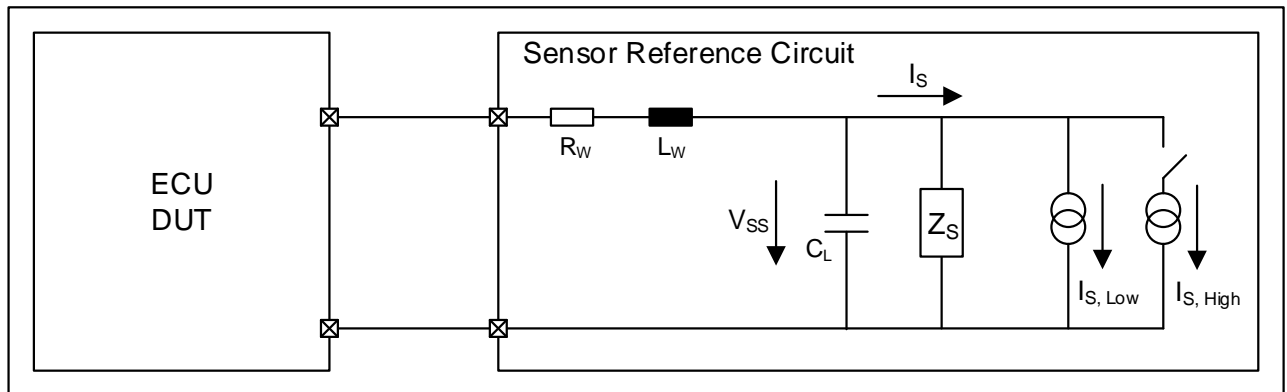 Sensor Reference Circuit
I_S
R_W
L_W
ECU
DUT
V_SS
C_L
Z_S
I_S, Low
I_S, High